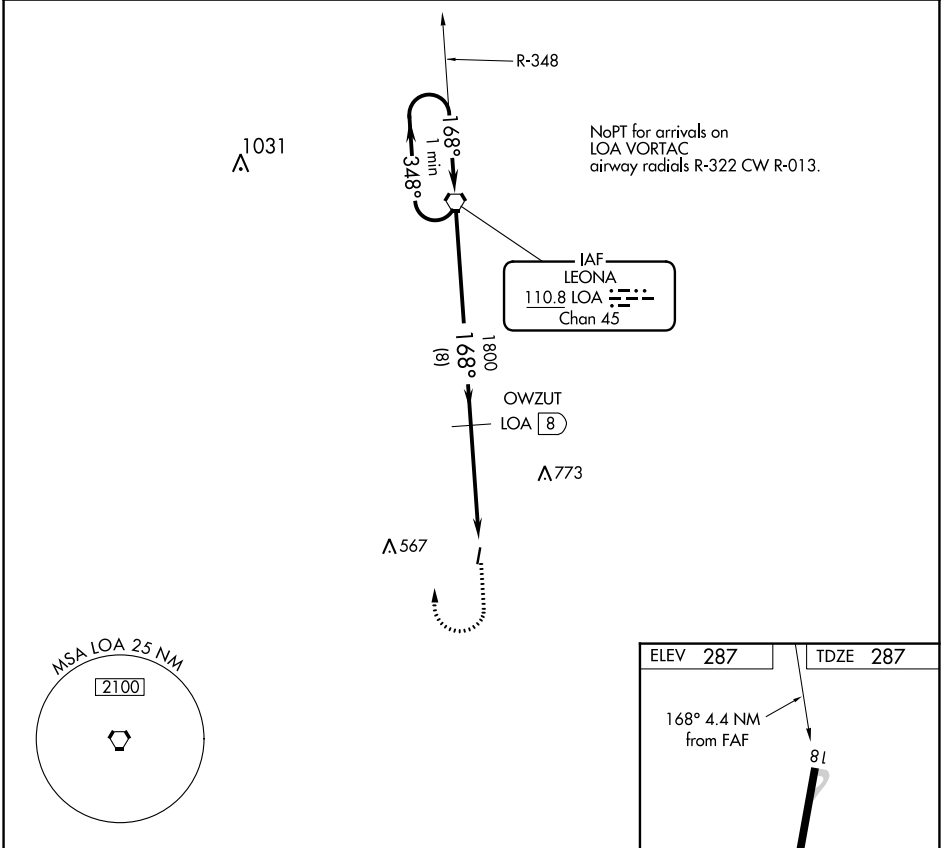 R-348
1031
168°
1 min
348°
NoPT for arrivals on
LOA VORTAC
airway radials R-322 CW R-013.
IAF
LEONA
110.8 LOA
Chan 45
1800
168°
(8)
OWZUT
LOA 8
773
567
MSA LOA 25 NM
2100
ELEV 287
TDZE 287
168° 4.4 NM
from FAF
18